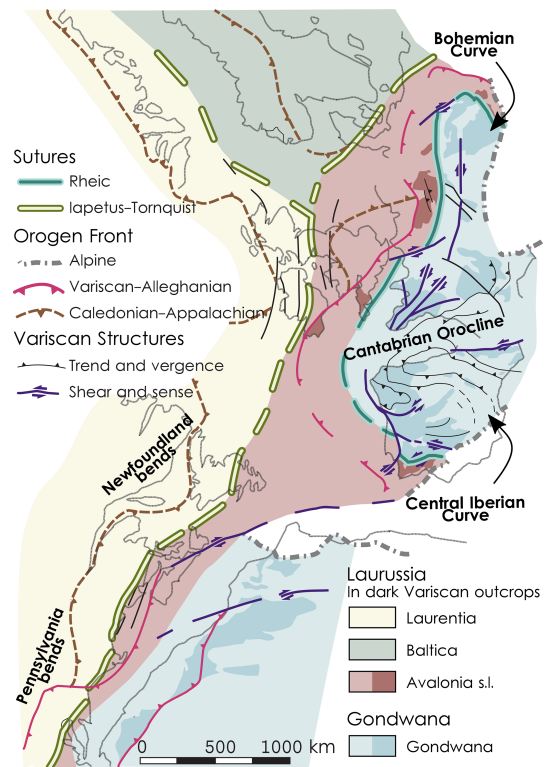 Bohemian
Curve
Sutures
Rheic
Iapetus-Tornquist
Orogen Front
Alpine
Variscan-Alleghanian
Caledonian-Appalachian
Variscan Structures
Trend and vergence
Shear and sense
Cantabrian Orocline
Newfoundland
bends
Central Iberian
Curve
Pennsylvania
bends
Laurussia
In dark Variscan outcrops
Laurentia
Baltica
Avalonia s.l.
Gondwana
Gondwana
0 500 1000 km